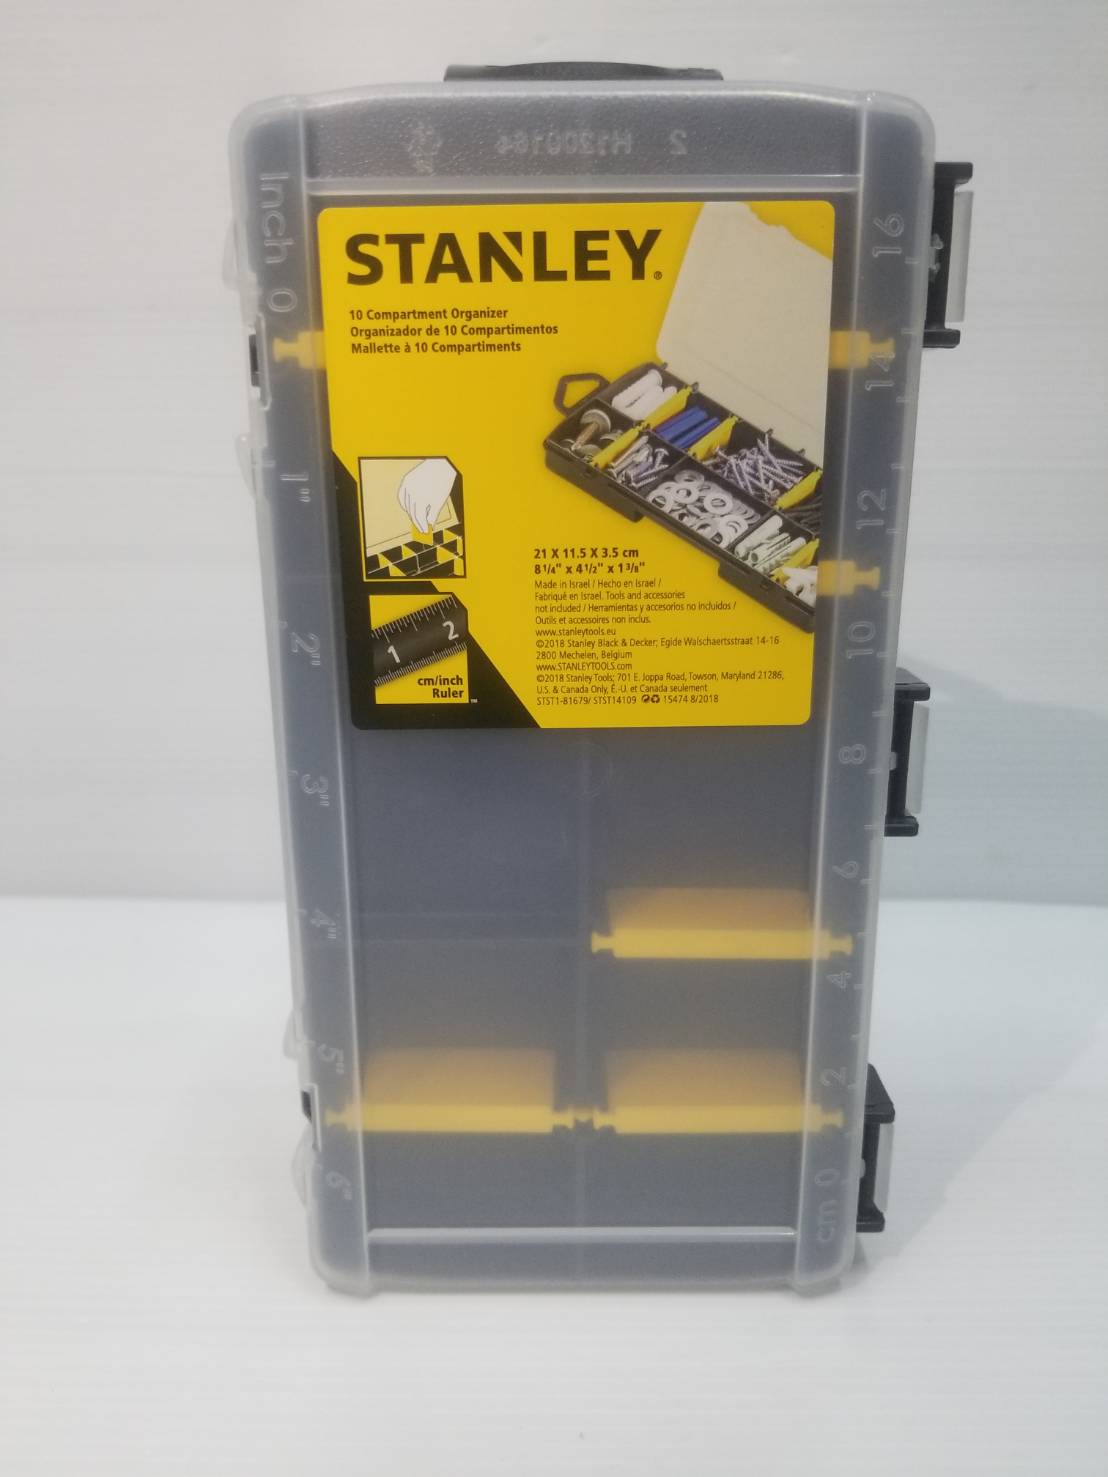 H1200164 2
Inch 0
1"
2"
3"
4"
5"
6"
16
14
12
10
8
6
4
2
cm 0
STANLEY®
10 Compartment Organizer
Organizador de 10 Compartimentos
Mallette à 10 Compartiments
21 X 11.5 X 3.5 cm
8 1/4" x 4 1/2" x 1 3/8"
Made in Israel / Hecho en Israel /
Fabriqué en Israel. Tools and accessories
not included / Herramientas y accesorios no incluidos /
Outils et accessoires non inclus.
www.stanleytools.eu
©2018 Stanley Black & Decker; Egide Walschaertsstraat 14-16
2800 Mechelen, Belgium
www.STANLEYTOOLS.com
©2018 Stanley Tools; 701 E. Joppa Road, Towson, Maryland 21286,
U.S. & Canada Only, É.-U. et Canada seulement
STST1-81679/ STST14109 15474 8/2018
1 2
cm/inch
Ruler ™